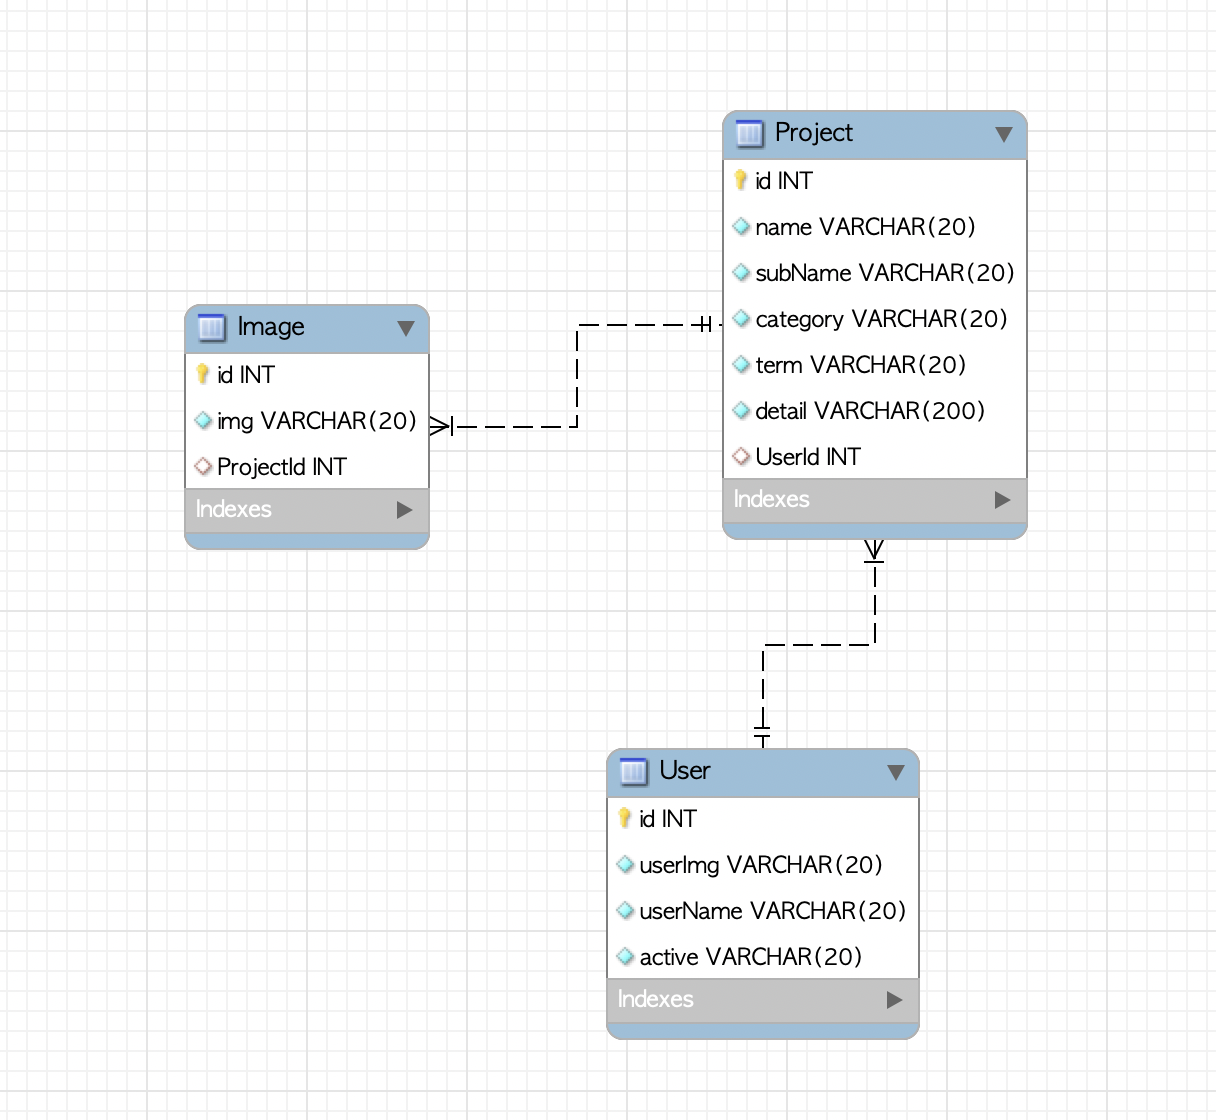 Project
id INT
name VARCHAR(20)
subName VARCHAR(20)
category VARCHAR(20)
term VARCHAR(20)
detail VARCHAR(200)
UserId INT
Indexes
Image
id INT
img VARCHAR(20)
ProjectId INT
Indexes
User
id INT
userImg VARCHAR(20)
userName VARCHAR(20)
active VARCHAR(20)
Indexes